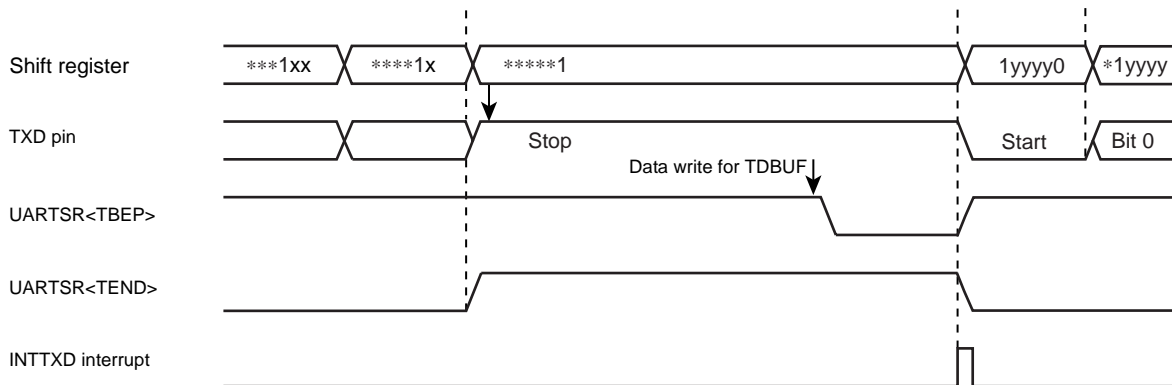 Shift register ***1xx ****1x *****1 1yyyy0 *1yyyy
TXD pin Stop Start Bit 0
Data write for TDBUF
UARTSR<TBEP>
UARTSR<TEND>
INTTXD interrupt